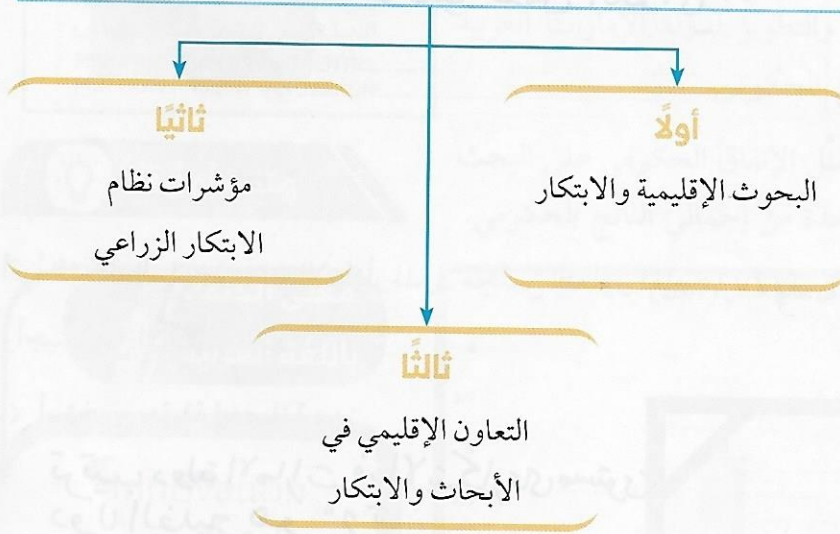 أولًا
البحوث الإقليمية والابتكار
ثانيًا
مؤشرات نظام
الابتكار الزراعي
ثالثًا
التعاون الإقليمي في
الأبحاث والابتكار